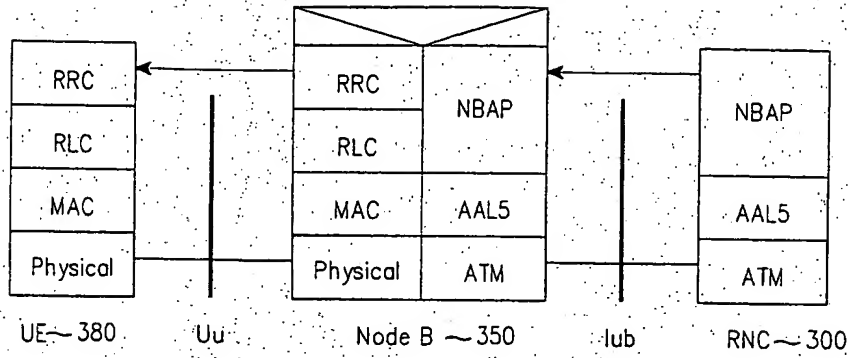 RRC
RLC
MAC
Physical
RRC
RLC
MAC
Physical
NBAP
AAL5
ATM
NBAP
AAL5
ATM
UE~380
Uu
Node B ~350
Iub
RNC~300